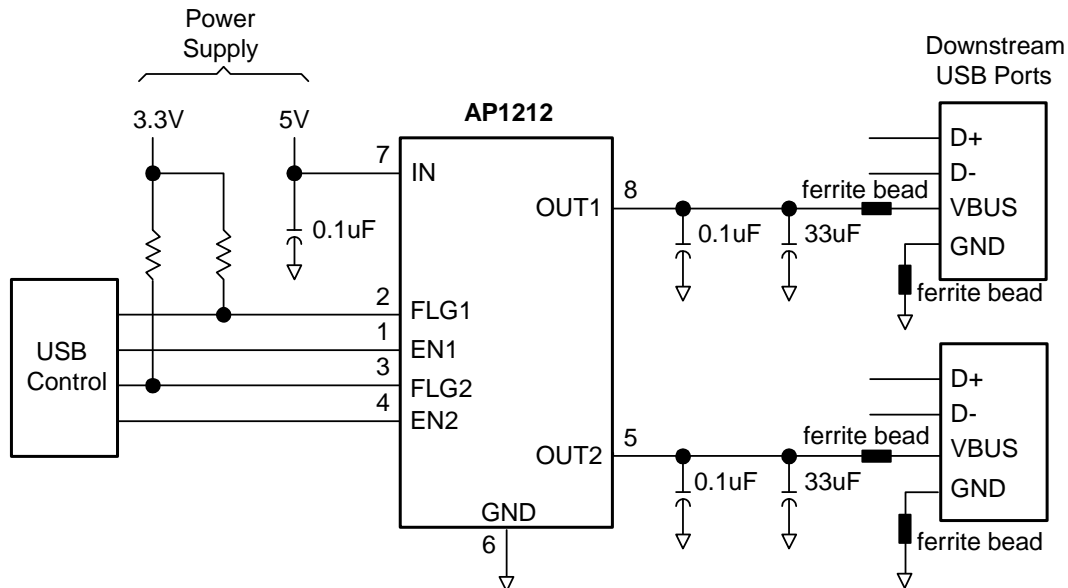 Power
Supply
Downstream
USB Ports
AP1212
3.3V
5V
7
IN
0.1uF
OUT1
8
0.1uF
33uF
ferrite bead
D+
D-
VBUS
GND
ferrite bead
USB
Control
2
FLG1
1
EN1
3
FLG2
4
EN2
OUT2
5
0.1uF
33uF
ferrite bead
D+
D-
VBUS
GND
ferrite bead
GND
6